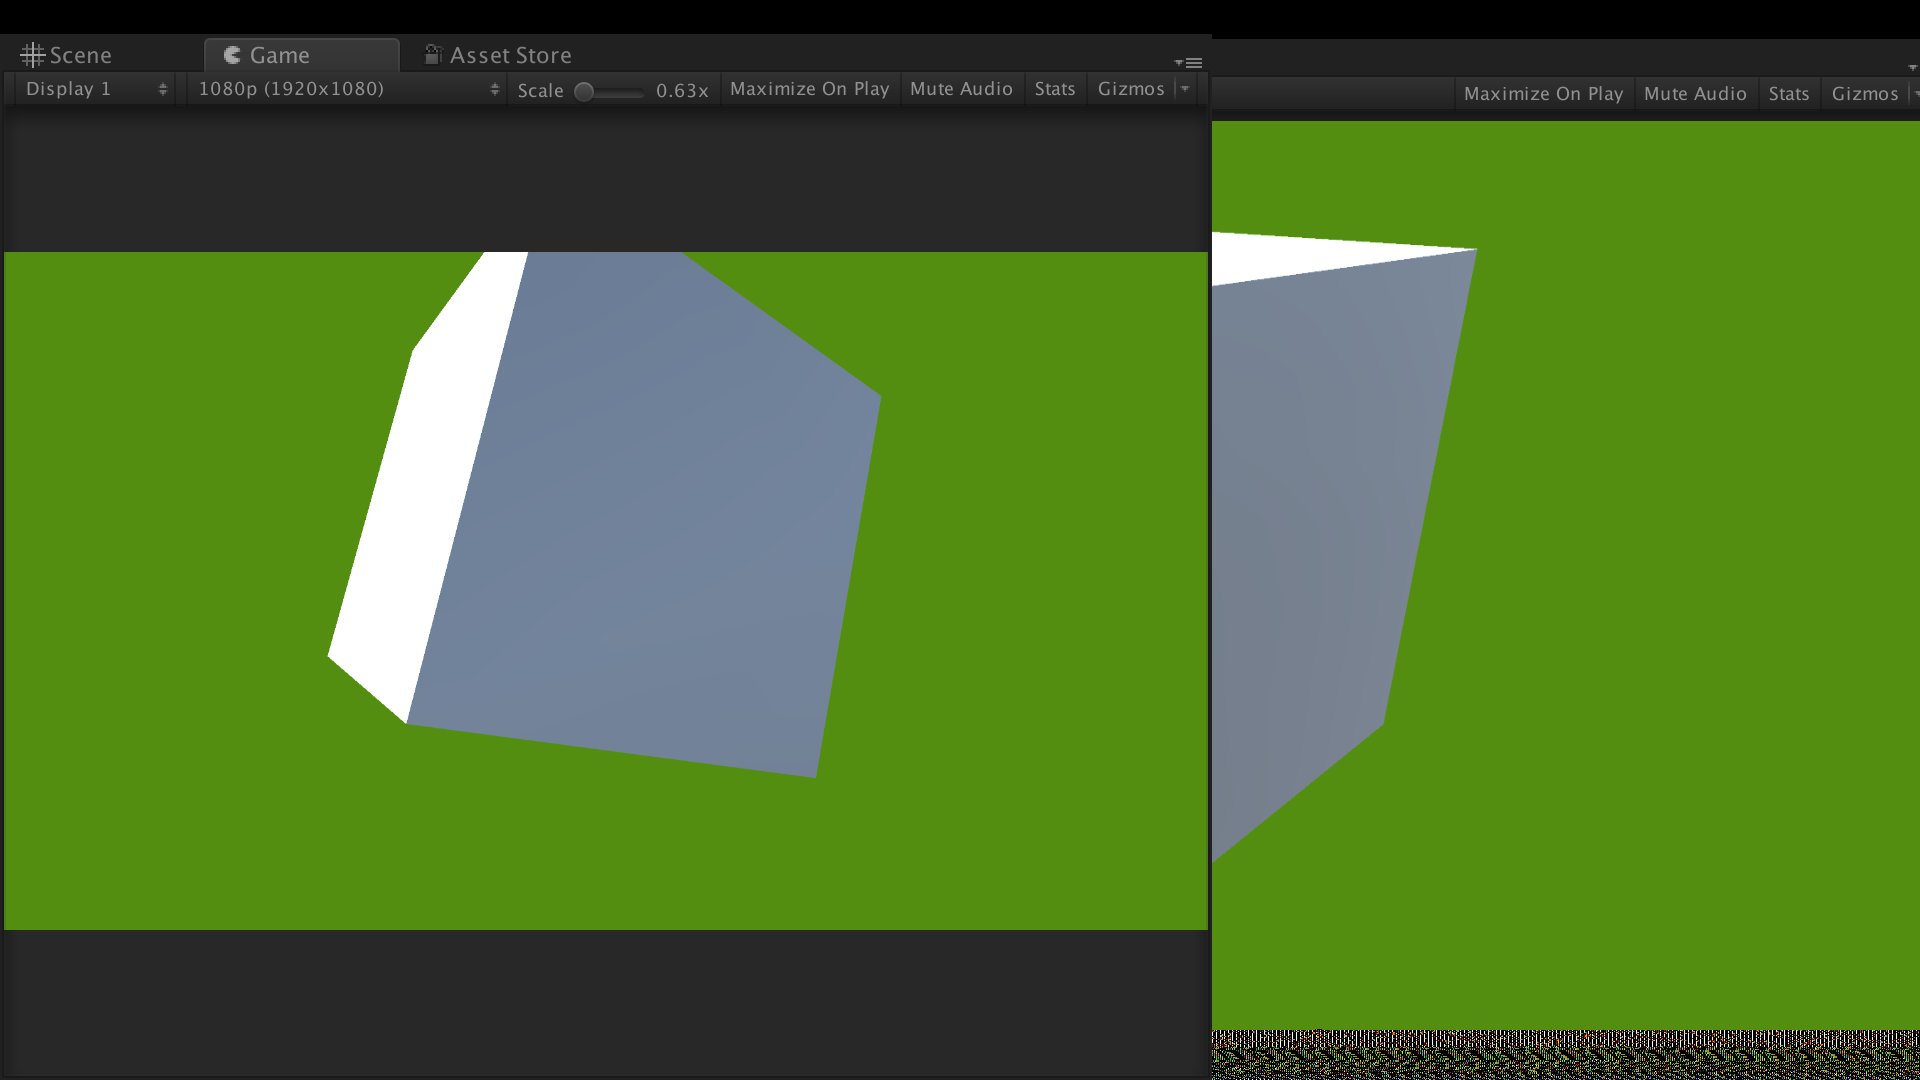 Scene Game Asset Store
Display 1 1080p (1920x1080) Scale 0.63x Maximize On Play Mute Audio Stats Gizmos
Maximize On Play Mute Audio Stats Gizmos